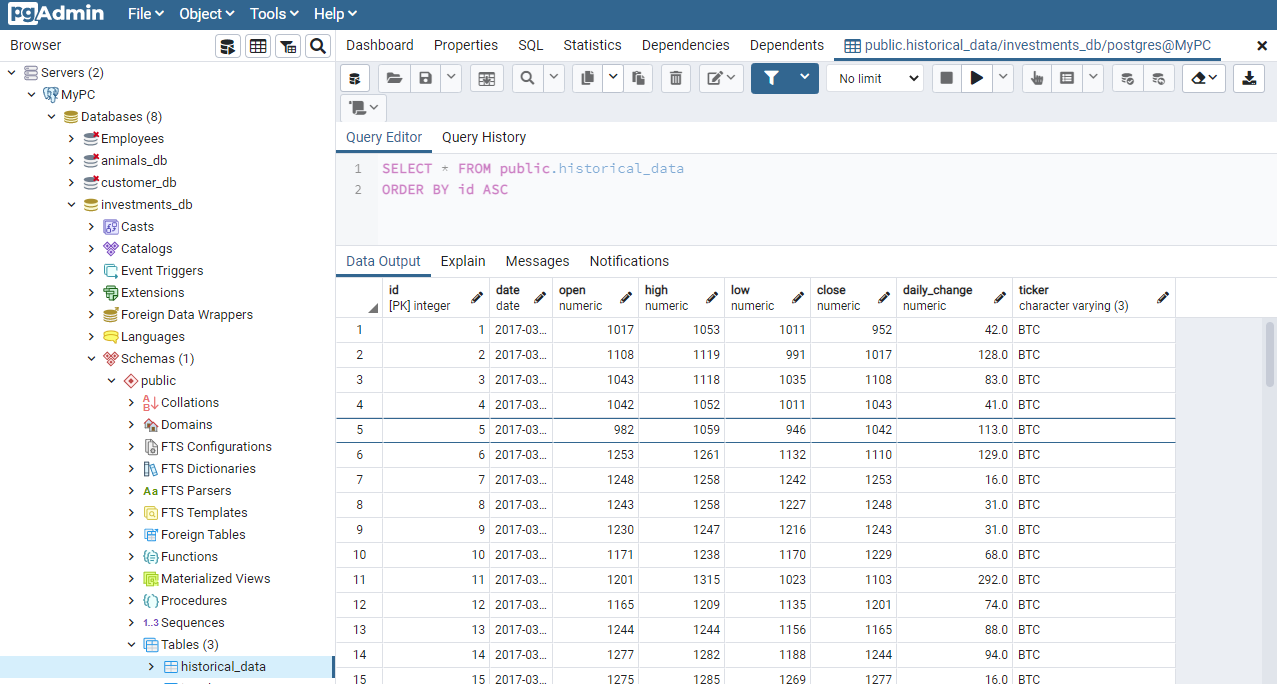 pgAdmin File Object Tools Help
Browser
Dashboard Properties SQL Statistics Dependencies Dependents public.historical_data/investments_db/postgres@MyPC
No limit
Servers (2)
MyPC
Databases (8)
Employees
animals_db
customer_db
investments_db
Casts
Catalogs
Event Triggers
Extensions
Foreign Data Wrappers
Languages
Schemas (1)
public
Collations
Domains
FTS Configurations
FTS Dictionaries
Aa FTS Parsers
FTS Templates
Foreign Tables
Functions
Materialized Views
Procedures
1..3 Sequences
Tables (3)
historical_data
Query Editor Query History
1 SELECT * FROM public.historical_data
2 ORDER BY id ASC
Data Output Explain Messages Notifications
id date open high low close daily_change ticker
[PK] integer date numeric numeric numeric numeric numeric character varying (3)
1 1 2017-03... 1017 1053 1011 952 42.0 BTC
2 2 2017-03... 1108 1119 991 1017 128.0 BTC
3 3 2017-03... 1043 1118 1035 1108 83.0 BTC
4 4 2017-03... 1042 1052 1011 1043 41.0 BTC
5 5 2017-03... 982 1059 946 1042 113.0 BTC
6 6 2017-03... 1253 1261 1132 1110 129.0 BTC
7 7 2017-03... 1248 1258 1242 1253 16.0 BTC
8 8 2017-03... 1243 1258 1227 1248 31.0 BTC
9 9 2017-03... 1230 1247 1216 1243 31.0 BTC
10 10 2017-03... 1171 1238 1170 1229 68.0 BTC
11 11 2017-03... 1201 1315 1023 1103 292.0 BTC
12 12 2017-03... 1165 1209 1135 1201 74.0 BTC
13 13 2017-03... 1244 1244 1156 1165 88.0 BTC
14 14 2017-03... 1277 1282 1188 1244 94.0 BTC
15 15 2017-03... 1275 1285 1269 1277 16.0 BTC